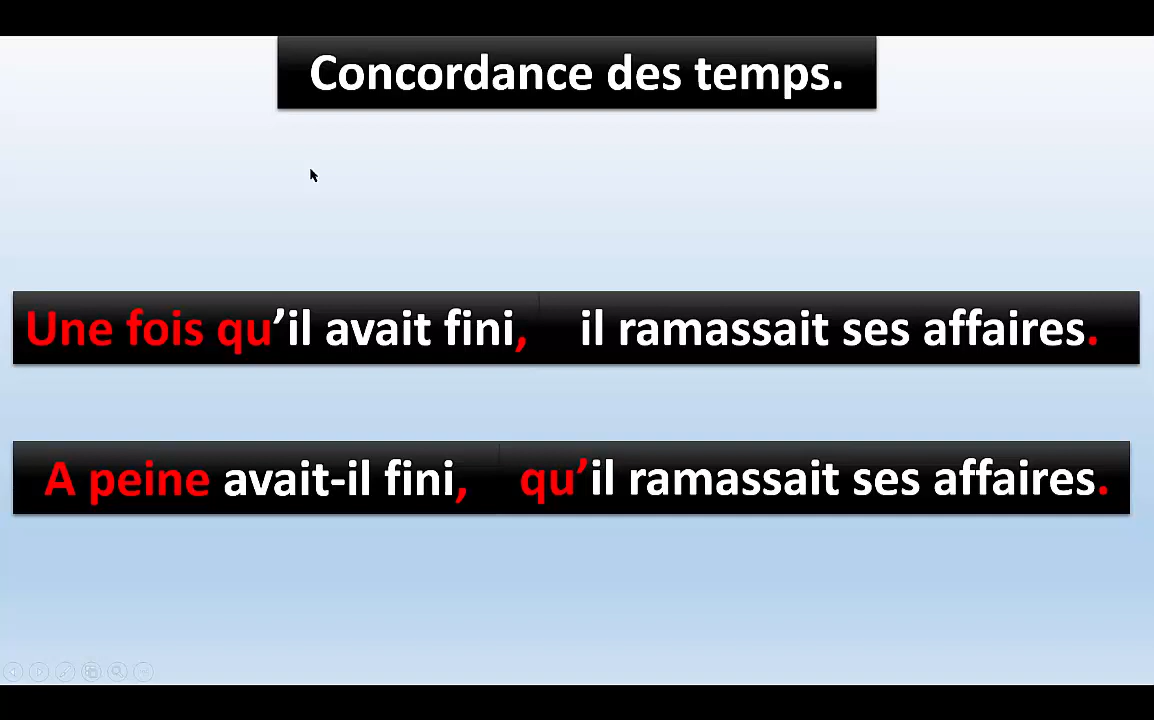 Concordance des temps.
Une fois qu’il avait fini, il ramassait ses affaires.
A peine avait-il fini, qu’il ramassait ses affaires.